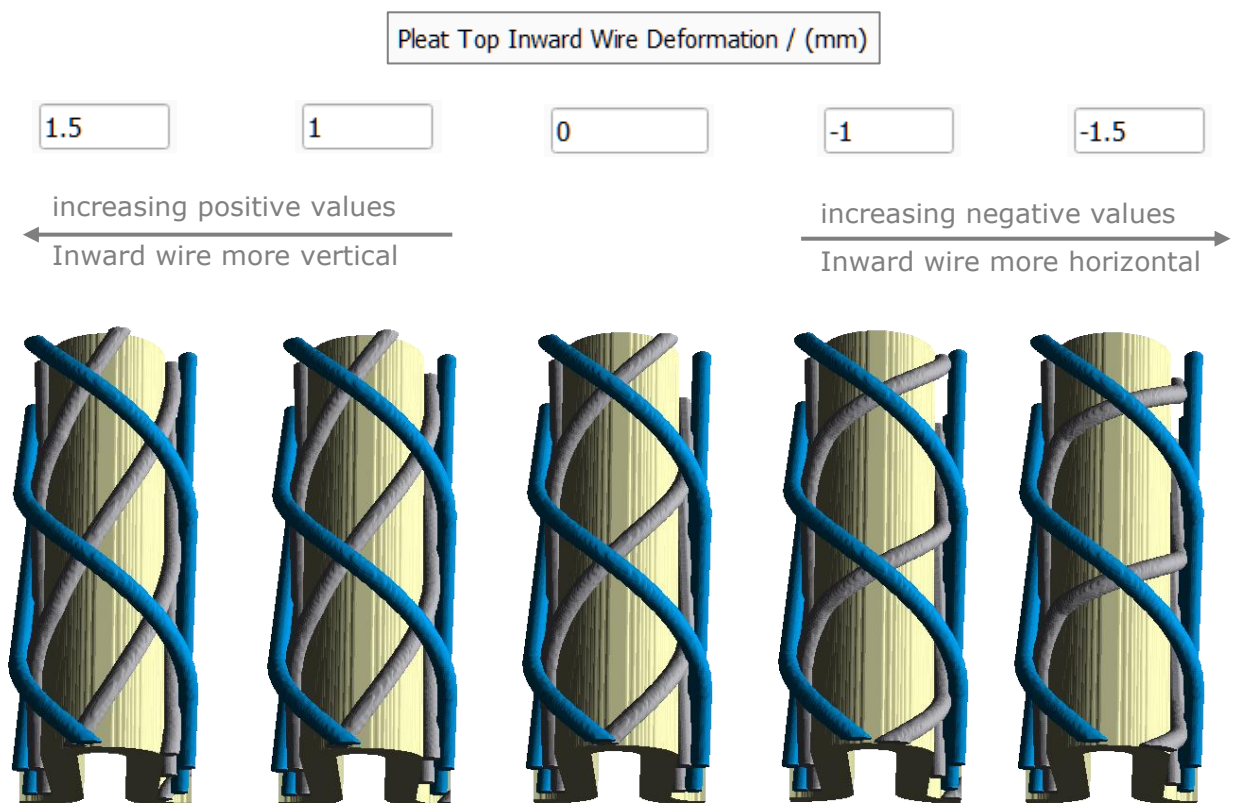 Pleat Top Inward Wire Deformation / (mm)
1.5
1
0
-1
-1.5
increasing positive values
Inward wire more vertical
increasing negative values
Inward wire more horizontal